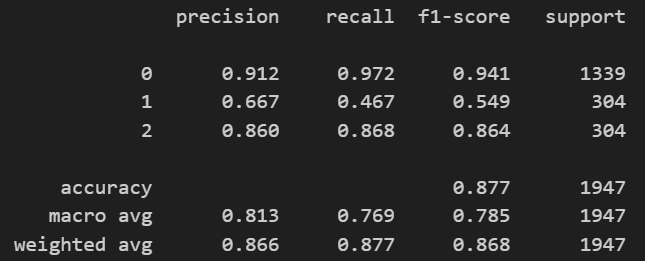 precision recall f1-score support
0 0.912 0.972 0.941 1339
1 0.667 0.467 0.549 304
2 0.860 0.868 0.864 304
accuracy 0.877 1947
macro avg 0.813 0.769 0.785 1947
weighted avg 0.866 0.877 0.868 1947